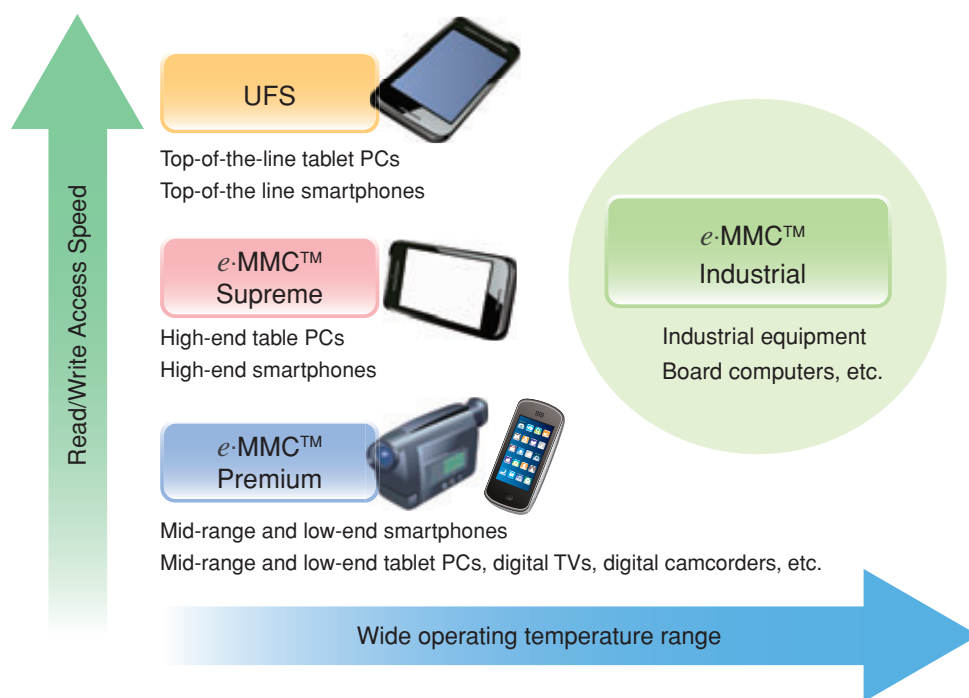 UFS
Top-of-the-line tablet PCs
Top-of-the line smartphones
e·MMC™
Supreme
High-end table PCs
High-end smartphones
e·MMC™
Premium
Mid-range and low-end smartphones
Mid-range and low-end tablet PCs, digital TVs, digital camcorders, etc.
e·MMC™
Industrial
Industrial equipment
Board computers, etc.
Read/Write Access Speed
Wide operating temperature range